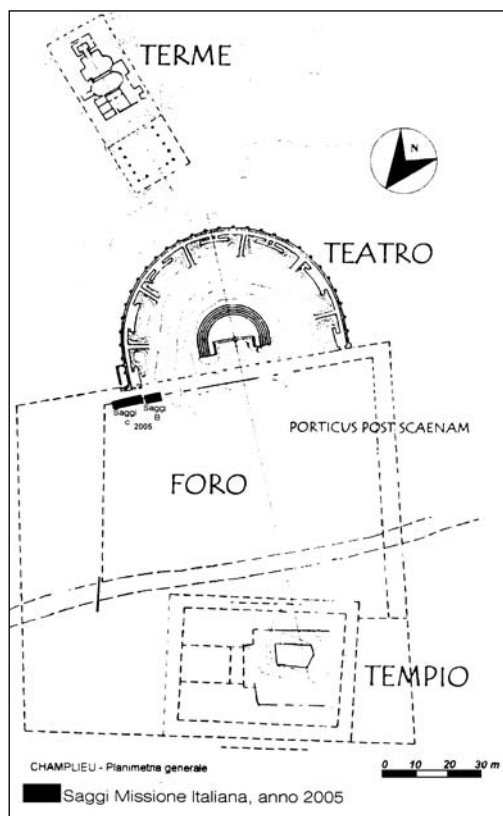 TERME
N
TEATRO
Saggi
C
2005
Saggi
B
PORTICUS POST SCAENAM
FORO
TEMPIO
CHAMPLIEU - Planimetria generale
0 10 20 30 m
Saggi Missione Italiana, anno 2005